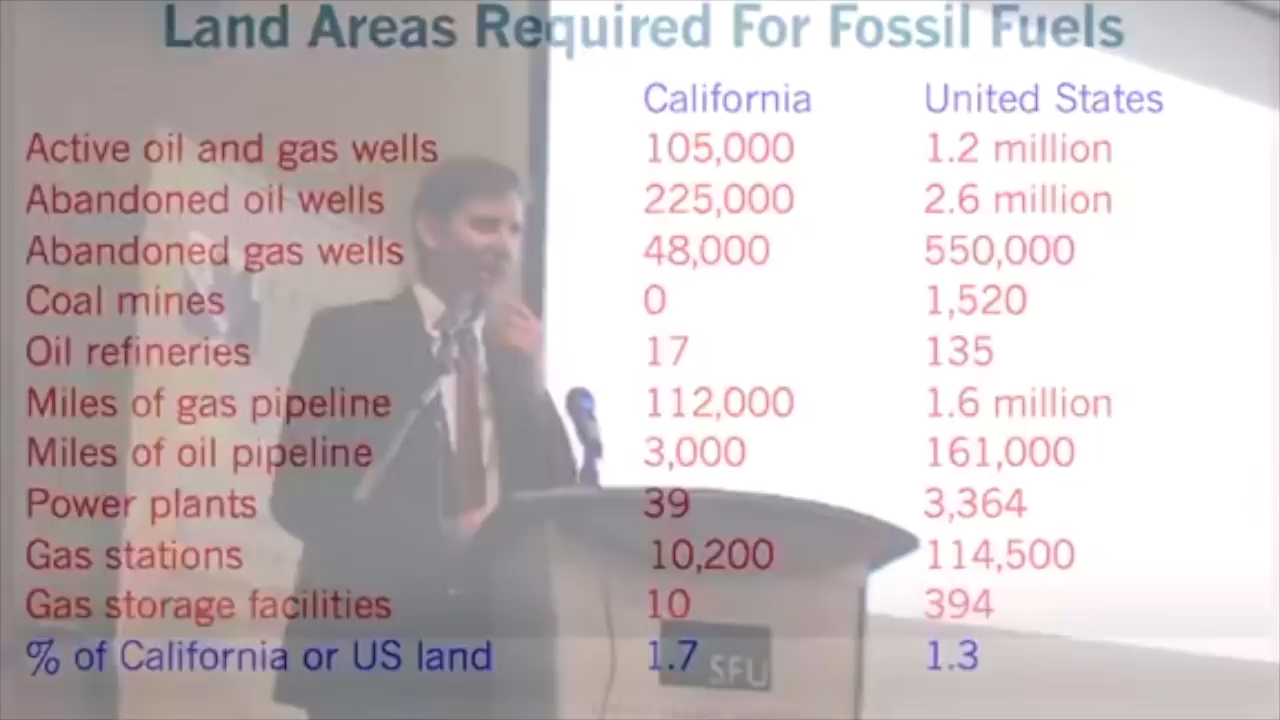 Land Areas Required For Fossil Fuels
California United States
Active oil and gas wells 105,000 1.2 million
Abandoned oil wells 225,000 2.6 million
Abandoned gas wells 48,000 550,000
Coal mines 0 1,520
Oil refineries 17 135
Miles of gas pipeline 112,000 1.6 million
Miles of oil pipeline 3,000 161,000
Power plants 39 3,364
Gas stations 10,200 114,500
Gas storage facilities 10 394
% of California or US land 1.7 1.3
SFU